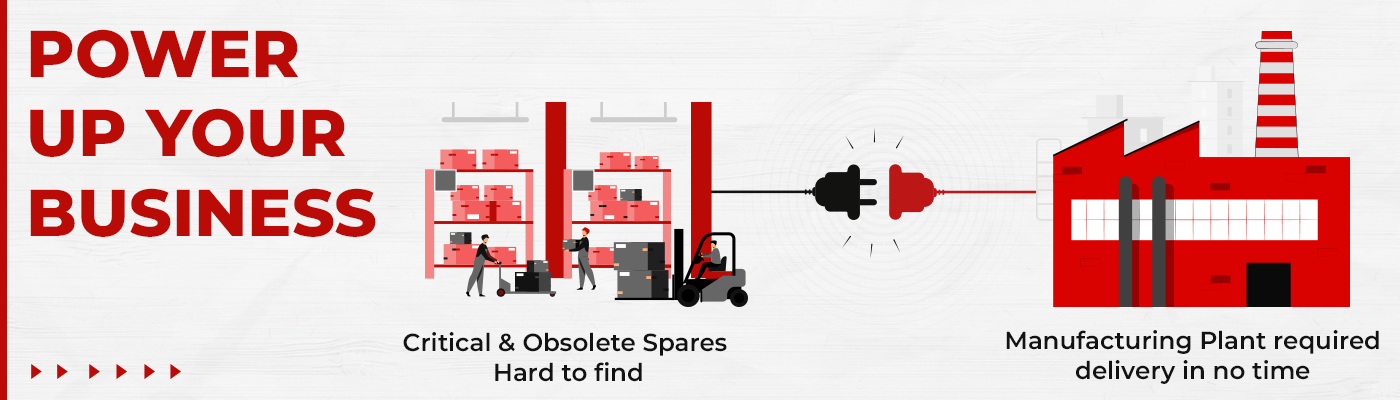 POWER
UP YOUR
BUSINESS
Critical & Obsolete Spares
Hard to find
Manufacturing Plant required
delivery in no time